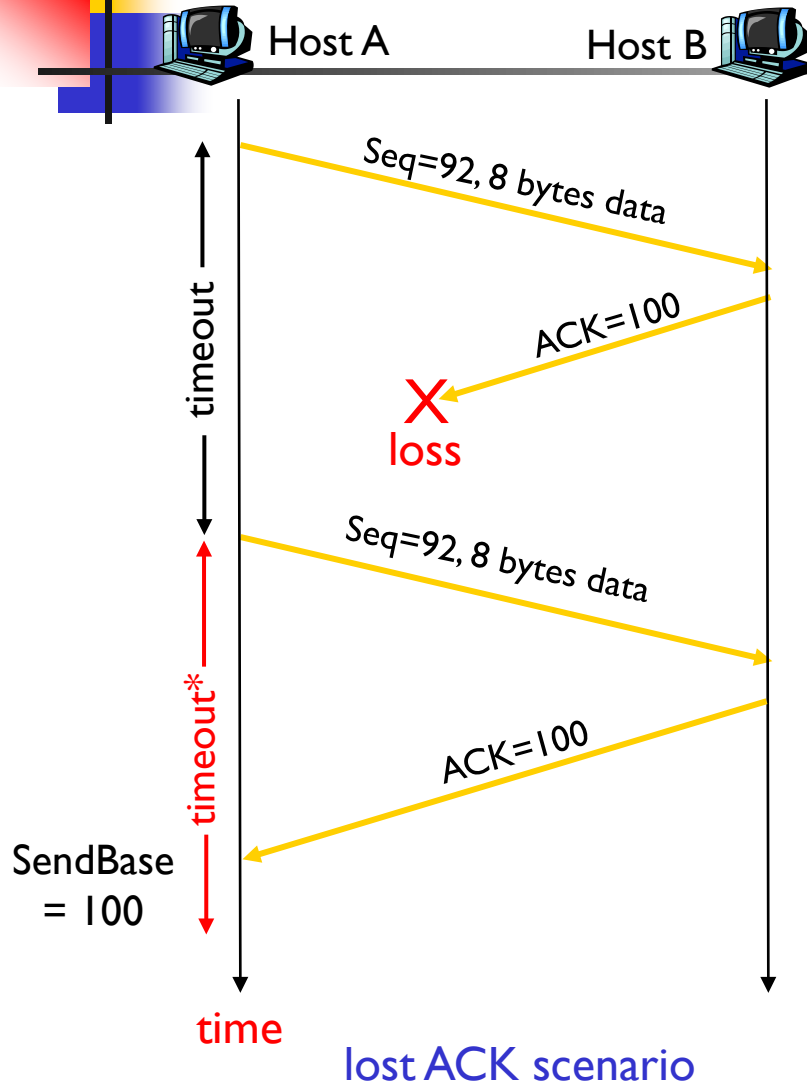 Host A
Host B
Seq=92, 8 bytes data
timeout
ACK=100
X
loss
Seq=92, 8 bytes data
timeout*
ACK=100
SendBase
= 100
time
lost ACK scenario